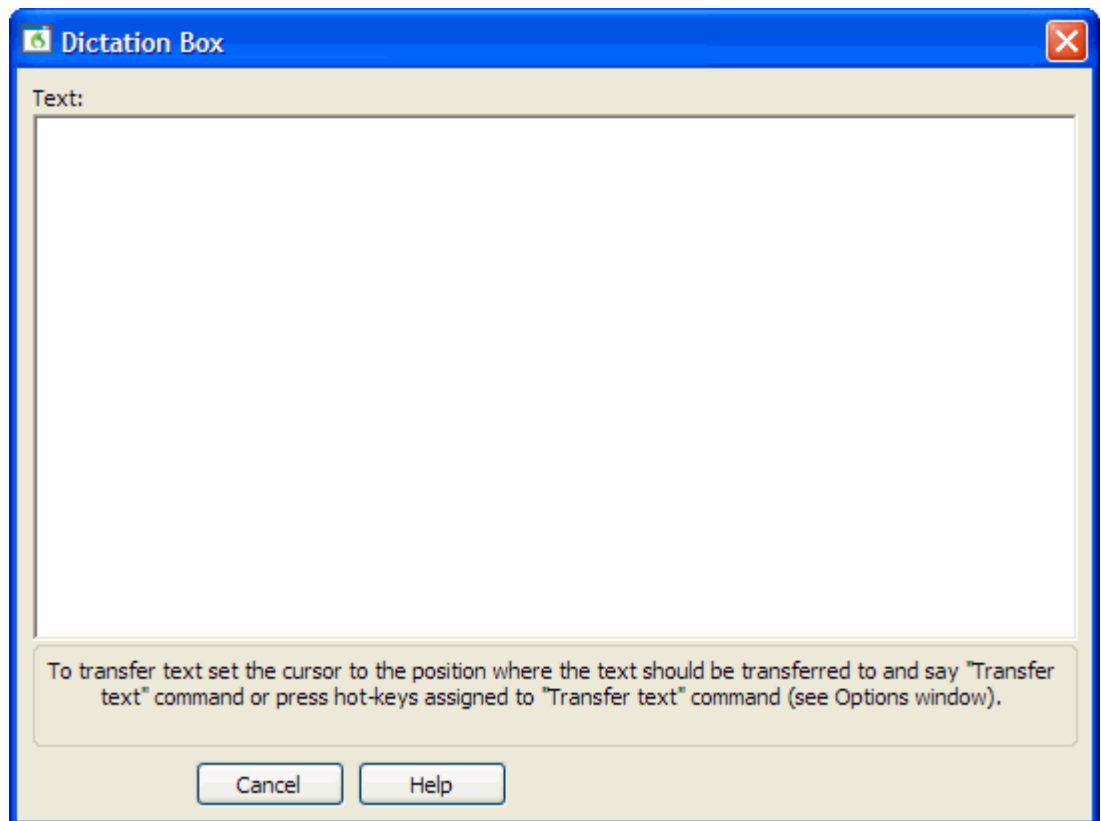 Dictation Box
Text:
To transfer text set the cursor to the position where the text should be transferred to and say "Transfer
text" command or press hot-keys assigned to "Transfer text" command (see Options window).
Cancel Help